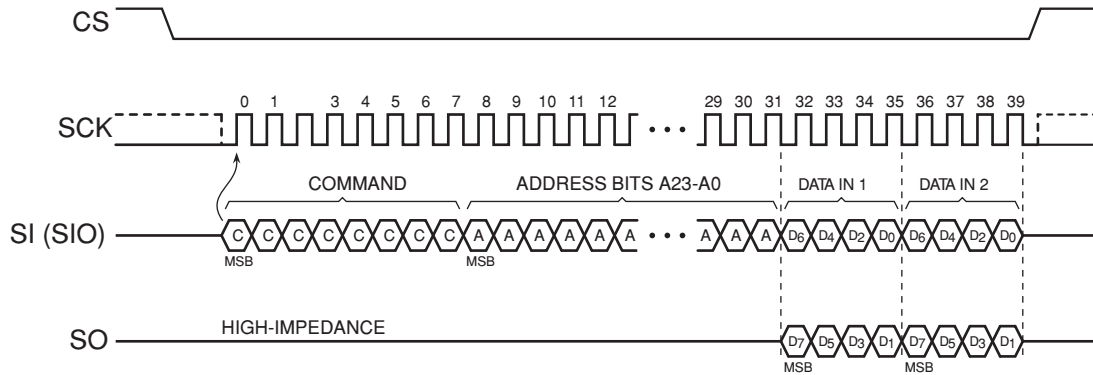 CS
0 1 3 4 5 6 7 8 9 10 11 12 29 30 31 32 33 34 35 36 37 38 39
SCK
COMMAND ADDRESS BITS A23-A0 DATA IN 1 DATA IN 2
SI (SIO) C C C C C C C C A A A A A A A A A D6 D4 D2 D0 D6 D4 D2 D0
MSB MSB
HIGH-IMPEDANCE
SO D7 D5 D3 D1 D7 D5 D3 D1
MSB MSB